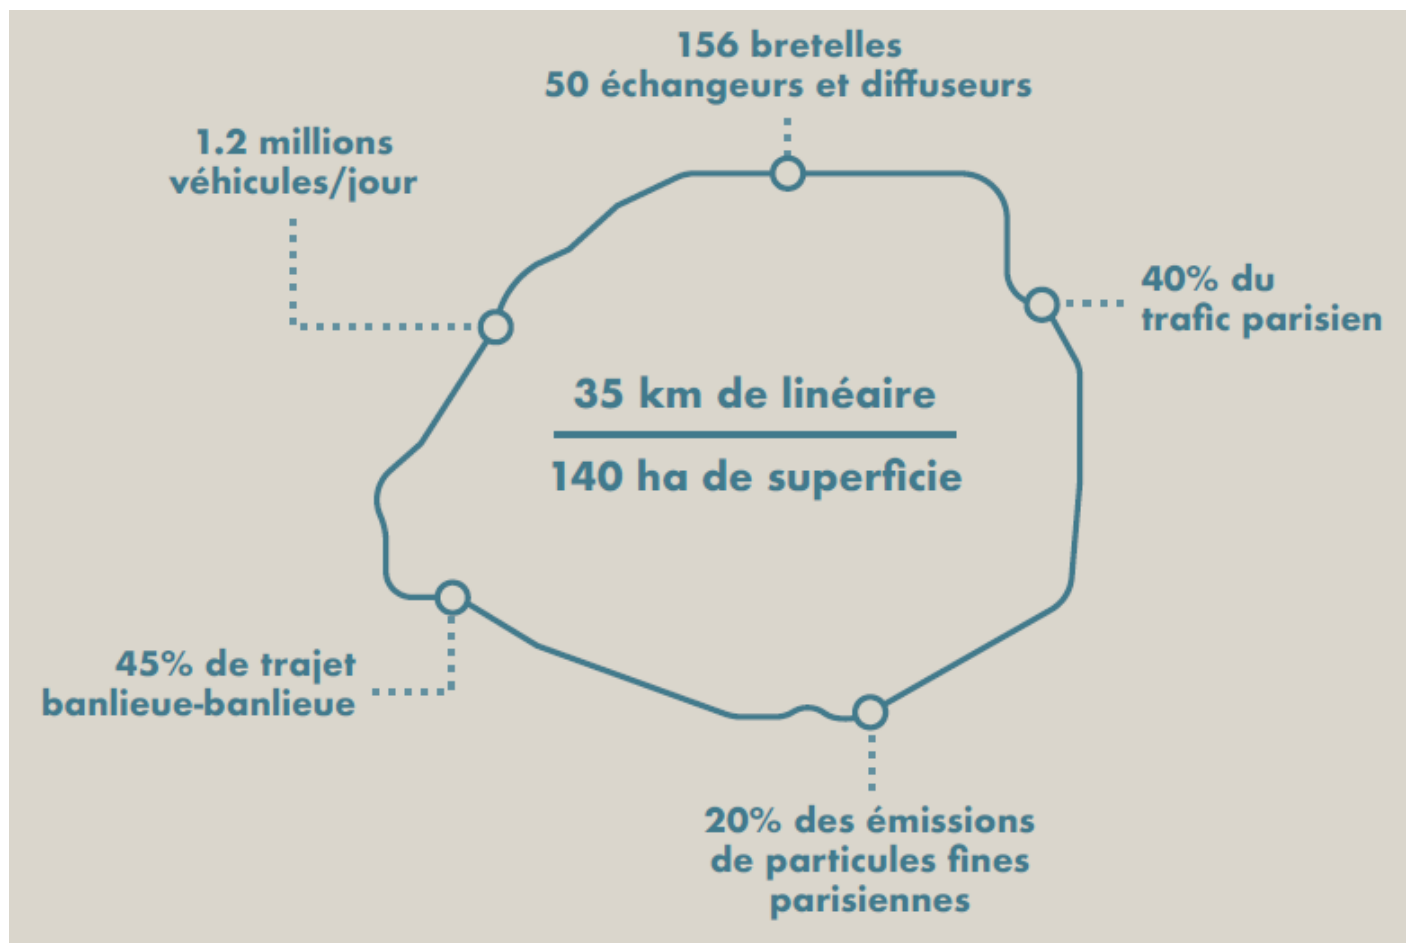 156 bretelles
50 échangeurs et diffuseurs
1.2 millions
véhicules/jour
40% du
trafic parisien
35 km de linéaire
140 ha de superficie
45% de trajet
banlieue-banlieue
20% des émissions
de particules fines
parisiennes